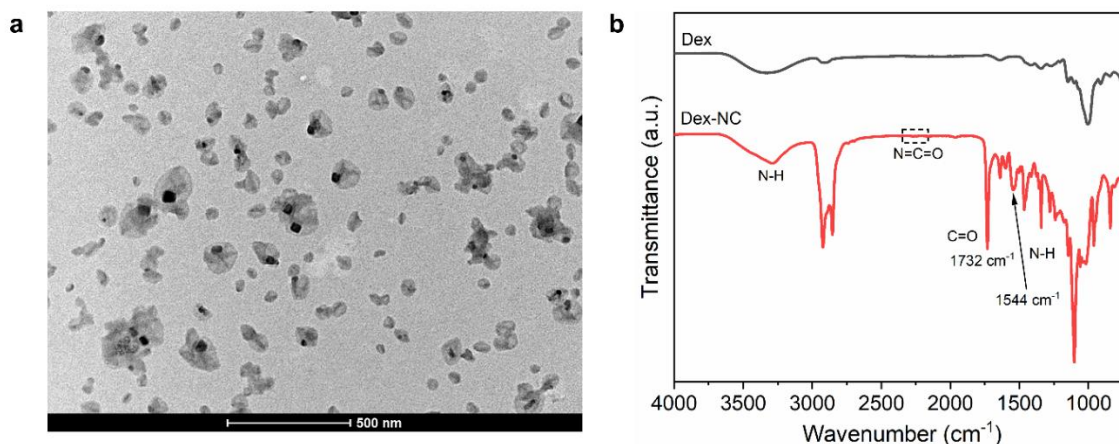 a
500 nm
b
Dex
Dex-NC
N=C=O
N-H
C=O
1732 cm⁻¹
N-H
1544 cm⁻¹
Transmittance (a.u.)
4000 3500 3000 2500 2000 1500 1000
Wavenumber (cm⁻¹)